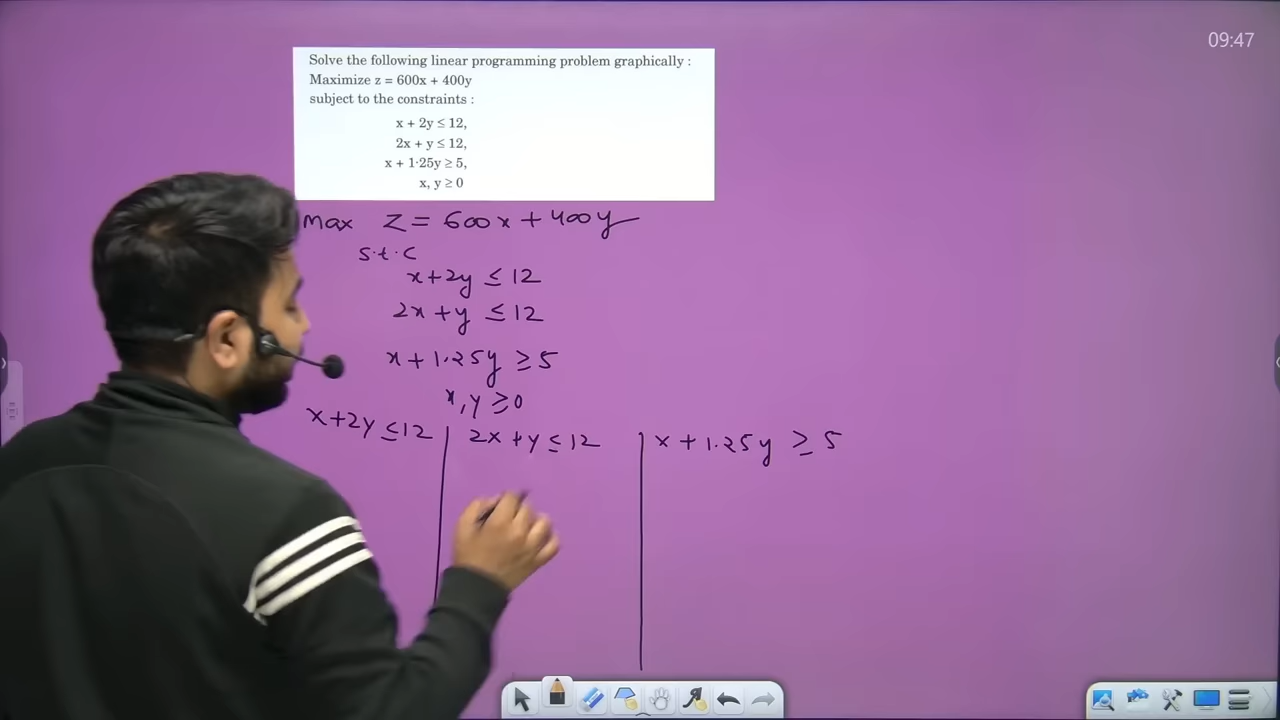 09:47
Solve the following linear programming problem graphically :
Maximize z = 600x + 400y
subject to the constraints :
x + 2y ≤ 12,
2x + y ≤ 12,
x + 1·25y ≥ 5,
x, y ≥ 0
Max Z = 600x + 400y
s.t.c
x+2y ≤ 12
2x + y ≤ 12
x + 1.25y ≥ 5
x, y ≥ 0
x+2y ≤ 12 | 2x + y ≤ 12 | x + 1.25y ≥ 5